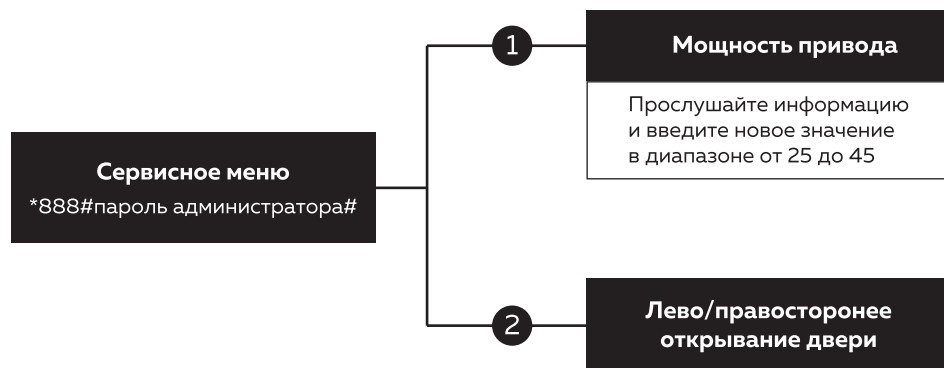 1
Мощность привода
Прослушайте информацию
и введите новое значение
в диапазоне от 25 до 45
Сервисное меню
*888#пароль администратора#
2
Лево/правосторонее
открывание двери